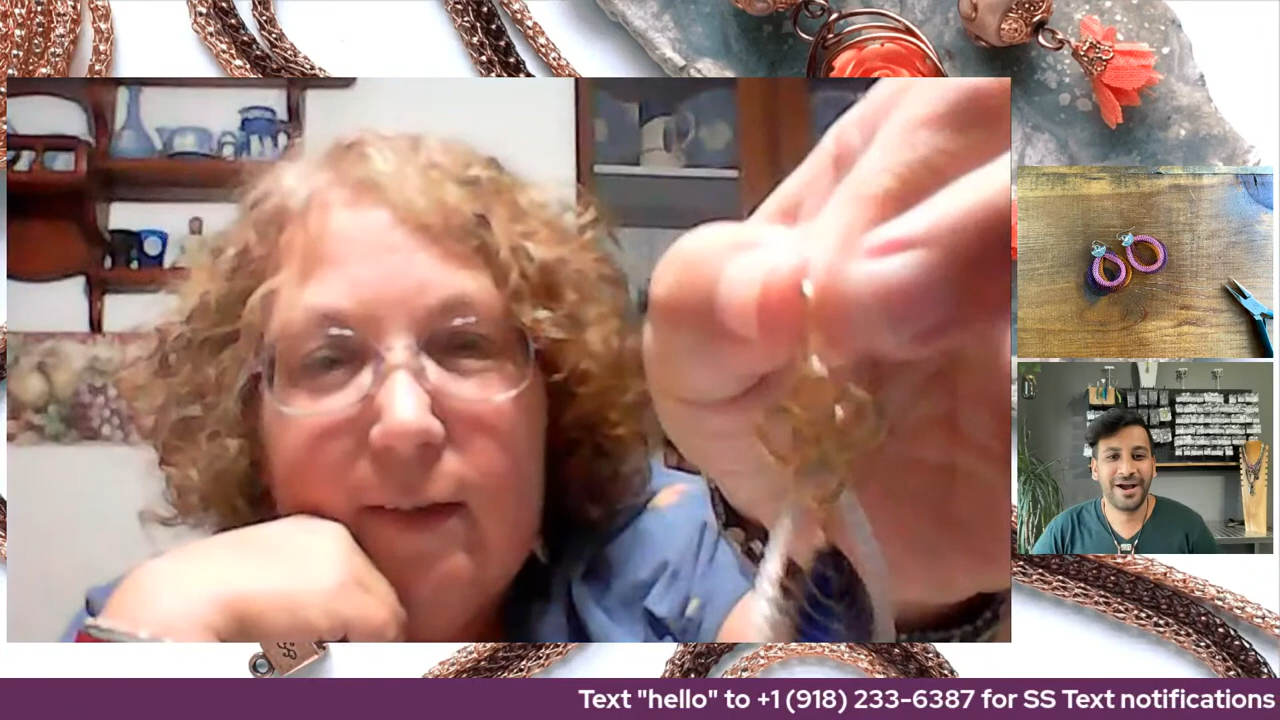 Text "hello" to +1 (918) 233-6387 for SS Text notifications